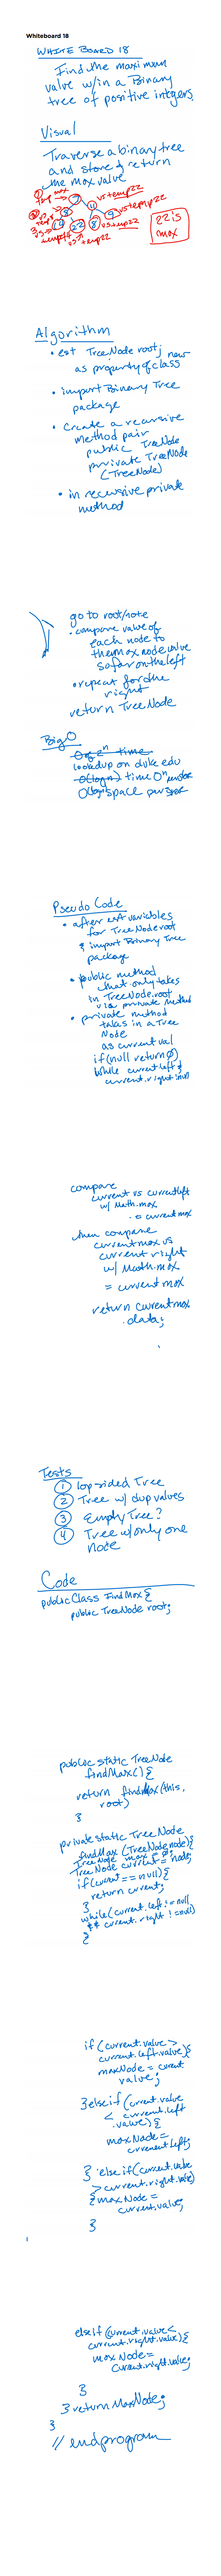 Whiteboard 18
WHITE BOARD 18
Find the maximum
value w/in a Binary
tree of positive integers.
Visual
Traverse a binary tree
and store & return
the max value
22 is
max
Algorithm
• est TreeNode root; new
as property of class
• import Binary Tree
package
• Create a recursive
method pair
public TreeNode
private TreeNode
(TreeNode)
• in recursive private
method
go to root/note
• compare value of
each node to
the max node value
so far on the left
• repeat for the
right
return TreeNode
Big O
looked up on duke edu
O(log n) time O^n
space per
Pseudo Code
• after est variables
for TreeNode root
& import Binary Tree
package
• public method
that only takes
in TreeNode.root
via private method
• private method
takes in a Tree
Node
as current val
if(null return 0)
while current.left &
current.right !null
compare
current vs current left
w/ Math.max
= current max
then compare
current max vs
current right
w/ Math.max
= current max
return current max
.data;
Tests
1 lopsided Tree
2 Tree w/ dup values
3 Empty Tree?
4 Tree w/ only one
node
Code
public Class FindMax {
public TreeNode root;
public static TreeNode
findMax() {
return findMax(this.
root)
}
private static TreeNode
findMax (TreeNode node){
TreeNode max = 0;
TreeNode current = node;
if(current == null){
return current;
}
while(current.left != null
&& current.right != null)
{
if (current.value >
current.left.value){
maxNode = current
value;
}else if (current.value
< current.left
.value) {
maxNode =
current.left;
} else if(current.value
> current.right.value)
{maxNode =
current.value;
}
else if (current.value <
current.right.value){
maxNode =
current.right.value;
}
} return MaxNode;
}
// end program
1